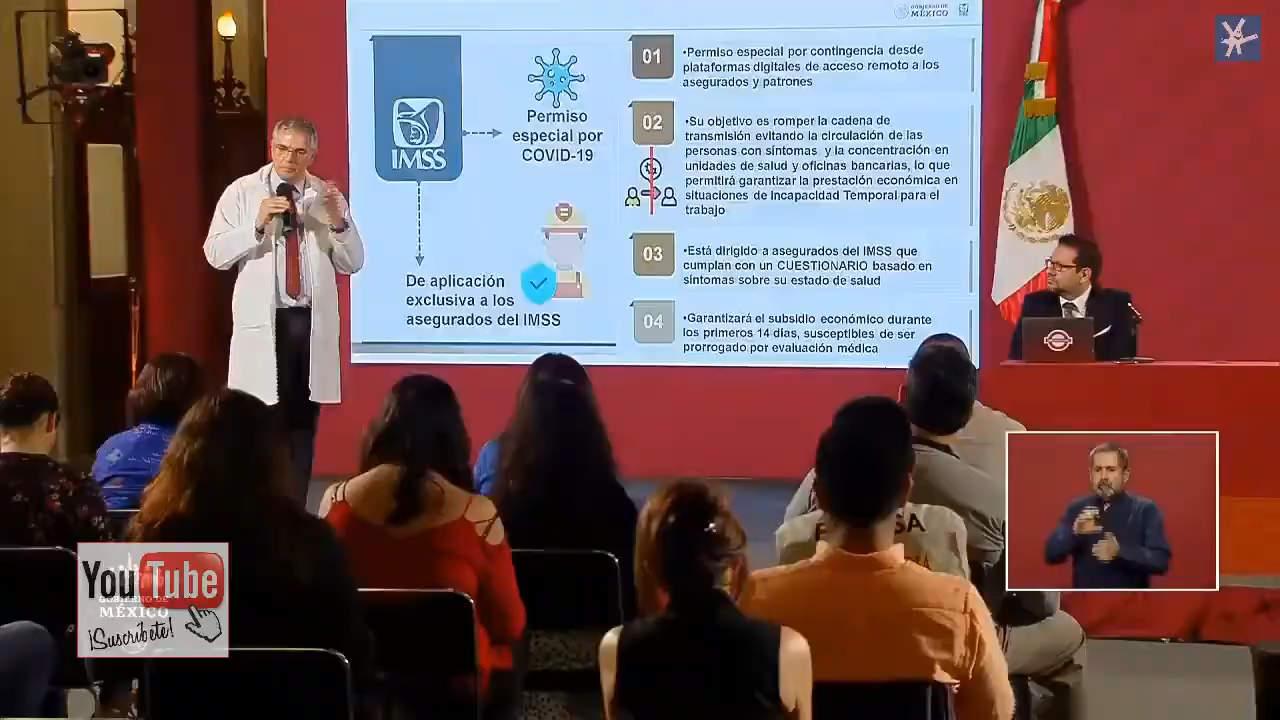 GOBIERNO DE
MÉXICO
IMSS
Permiso
especial por
COVID-19
De aplicación
exclusiva a los
asegurados del IMSS
01
•Permiso especial por contingencia desde
plataformas digitales de acceso remoto a los
asegurados y patrones
02
•Su objetivo es romper la cadena de
transmisión evitando la circulación de las
personas con síntomas y la concentración en
unidades de salud y oficinas bancarias, lo que
permitirá garantizar la prestación económica en
situaciones de Incapacidad Temporal para el
trabajo
03
•Está dirigido a asegurados del IMSS que
cumplan con un CUESTIONARIO basado en
síntomas sobre su estado de salud
04
•Garantizará el subsidio económico durante
los primeros 14 días, susceptibles de ser
prorrogado por evaluación médica
YouTube
GOBIERNO DE
MÉXICO
¡Suscríbete!